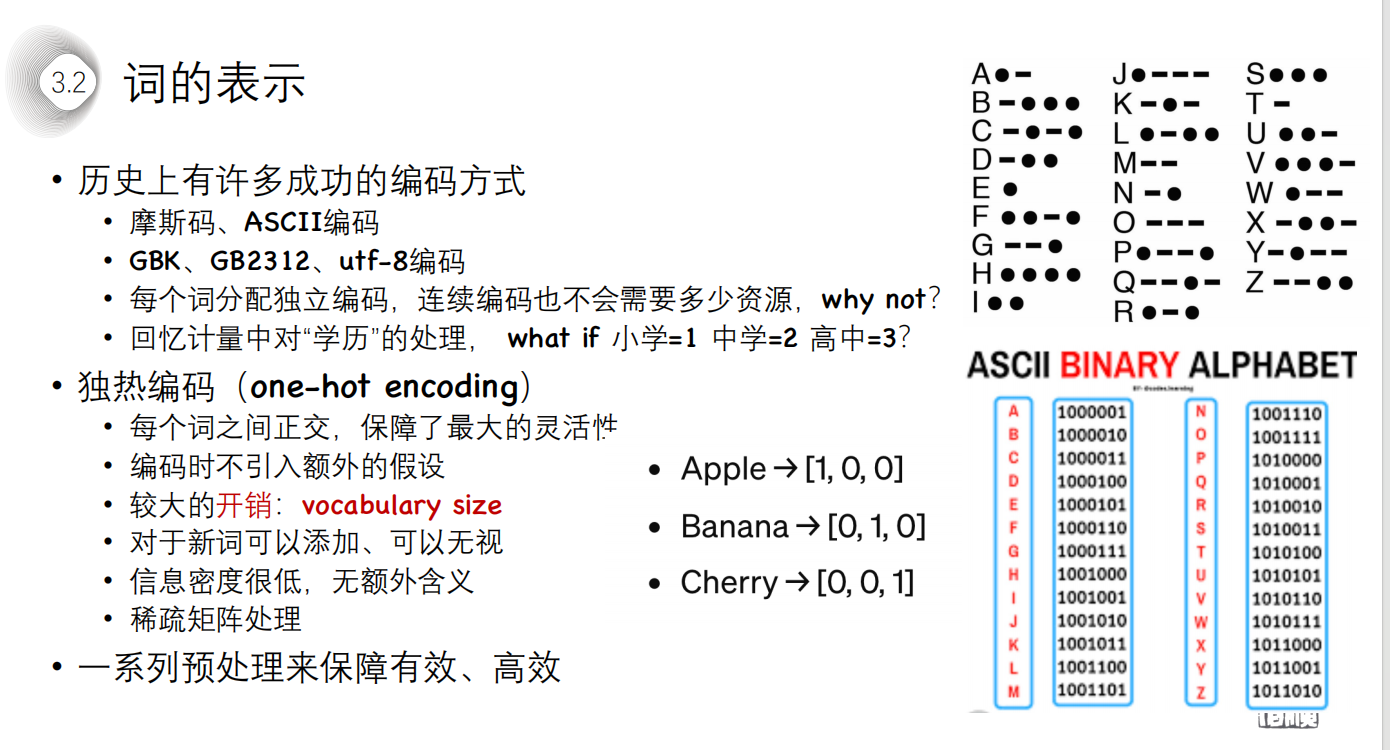 3.2
词的表示
• 历史上有许多成功的编码方式
• 摩斯码、ASCII编码
• GBK、GB2312、utf-8编码
• 每个词分配独立编码，连续编码也不会需要多少资源，why not？
• 回忆计量中对“学历”的处理， what if 小学=1 中学=2 高中=3？
• 独热编码（one-hot encoding）
• 每个词之间正交，保障了最大的灵活性
• 编码时不引入额外的假设
• 较大的开销：vocabulary size
• 对于新词可以添加、可以无视
• 信息密度很低，无额外含义
• 稀疏矩阵处理
• 一系列预处理来保障有效、高效
• Apple → [1, 0, 0]
• Banana → [0, 1, 0]
• Cherry → [0, 0, 1]
A ●–
B –●●●
C –●–●
D –●●
E ●
F ●●–●
G ––●
H ●●●●
I ●●
J ●–––
K –●–
L ●–●●
M ––
N –●
O –––
P ●––●
Q ––●–
R ●–●
S ●●●
T –
U ●●–
V ●●●–
W ●––
X –●●–
Y –●––
Z ––●●
ASCII BINARY ALPHABET
A 1000001
B 1000010
C 1000011
D 1000100
E 1000101
F 1000110
G 1000111
H 1001000
I 1001001
J 1001010
K 1001011
L 1001100
M 1001101
N 1001110
O 1001111
P 1010000
Q 1010001
R 1010010
S 1010011
T 1010100
U 1010101
V 1010110
W 1010111
X 1011000
Y 1011001
Z 1011010